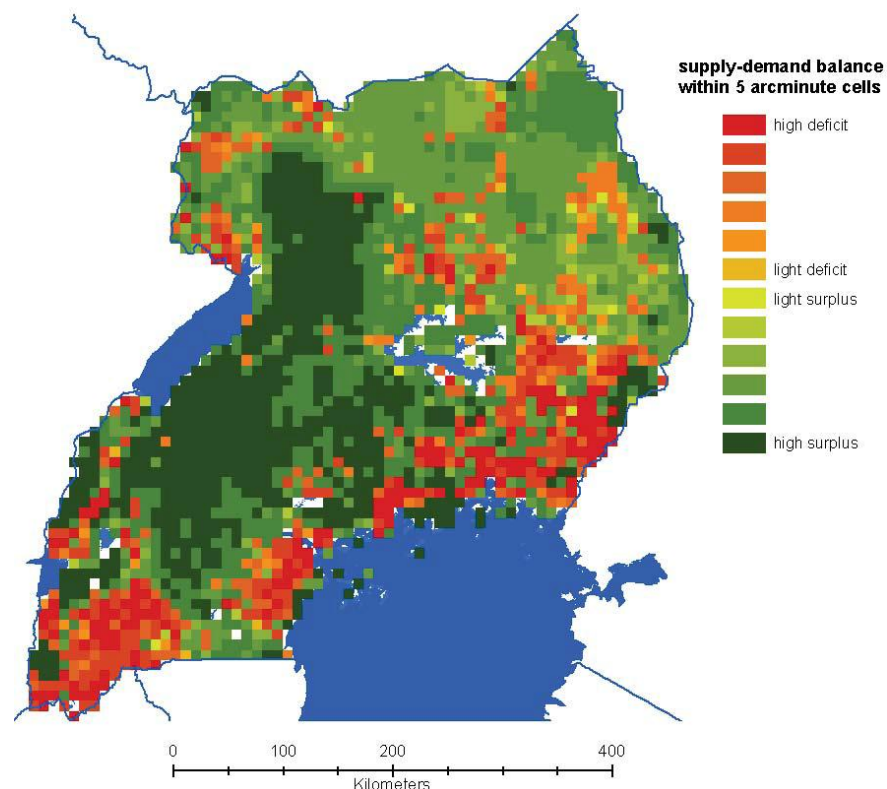 supply-demand balance
within 5 arcminute cells
high deficit
light deficit
light surplus
high surplus
0 100 200 400
Kilometers